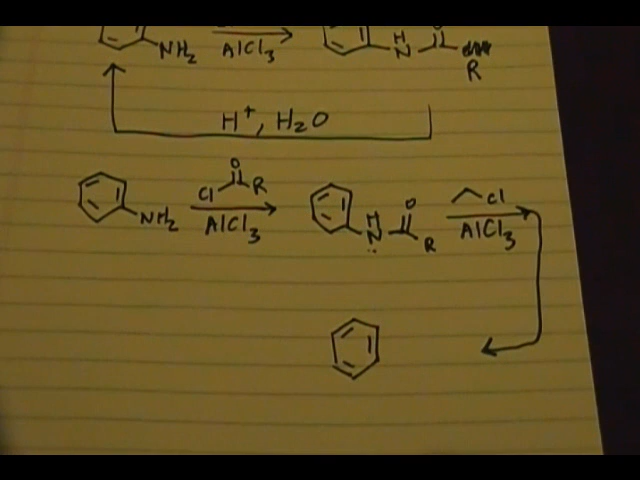 NH2 AlCl3 H N R
H+, H2O
NH2 Cl O R AlCl3 H N O R Cl AlCl3